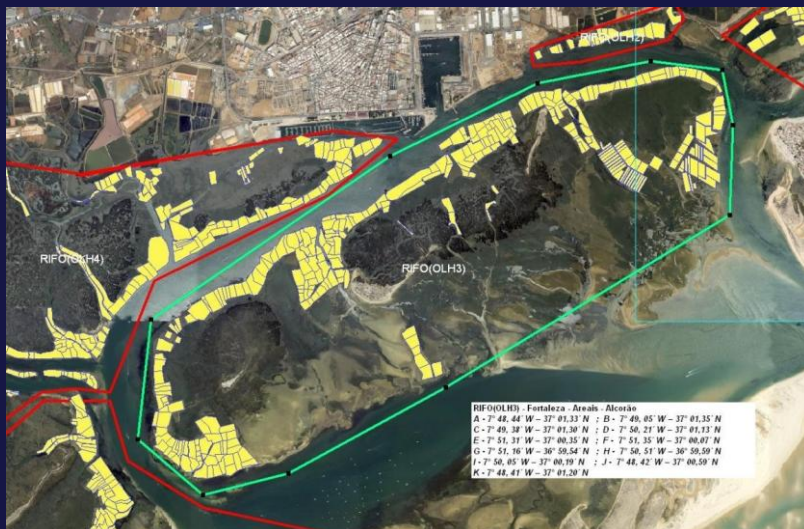 RIFO(OLH2)
RIFO(OLH4)
RIFO(OLH3)
RIFO(OLH3) - Fortaleza - Areais - Alcorão
A - 7° 48, 44´ W – 37° 01,33´ N ; B - 7° 49, 05´ W – 37° 01,35´ N
C - 7° 49, 38´ W – 37° 01,30´ N ; D - 7° 50, 21´ W – 37° 01,13´ N
E - 7° 51, 31´ W – 37° 00,35´ N ; F - 7° 51, 35´ W – 37° 00,07´ N
G - 7° 51, 16´ W – 36° 59,54´ N ; H - 7° 50, 51´ W – 36° 59,59´ N
I - 7° 50, 05´ W – 37° 00,19´ N ; J - 7° 48, 42´ W – 37° 00,59´ N
K - 7° 48, 41´ W – 37° 01,20´ N